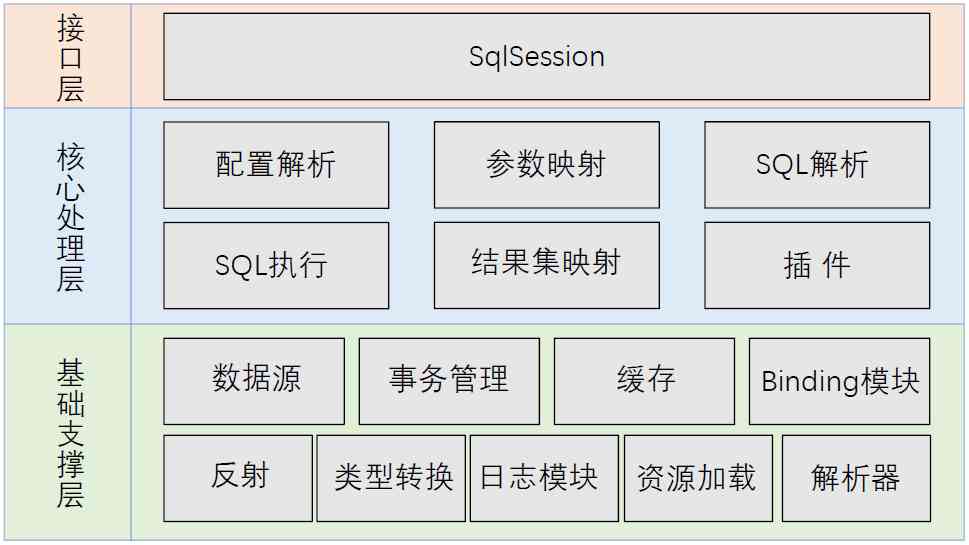 接口层
SqlSession
核心处理层
配置解析
参数映射
SQL解析
SQL执行
结果集映射
插 件
基础支撑层
数据源
事务管理
缓存
Binding模块
反射
类型转换
日志模块
资源加载
解析器